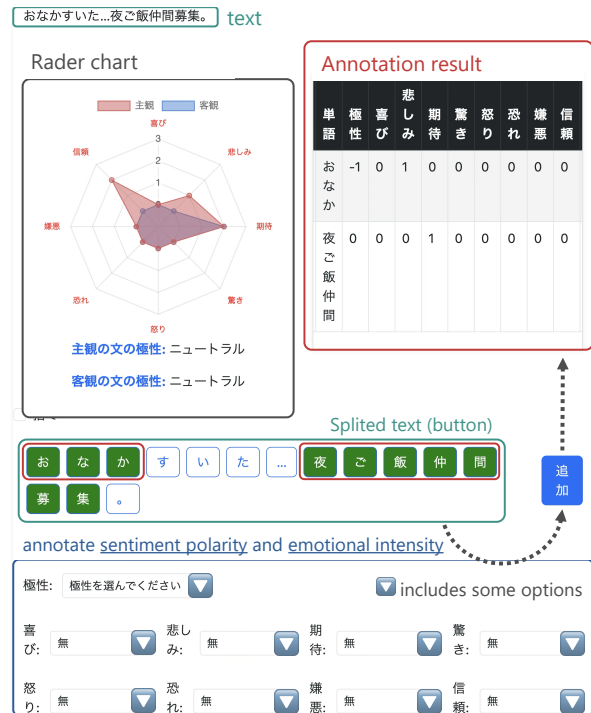 おなかすいた...夜ご飯仲間募集。 text
Rader chart
主観 客観
喜び
悲しみ
期待
驚き
怒り
恐れ
嫌悪
信頼
3
2
1
主観の文の極性: ニュートラル
客観の文の極性: ニュートラル
Annotation result
単語 極性 喜び 悲しみ 期待 驚き 怒り 恐れ 嫌悪 信頼
おなか -1 0 1 0 0 0 0 0 0
夜ご飯仲間 0 0 0 1 0 0 0 0 0
Splited text (button)
お な か す い た ... 夜 ご 飯 仲 間
募 集 。
追加
annotate sentiment polarity and emotional intensity
極性: 極性を選んでください
includes some options
喜び: 無 悲しみ: 無 期待: 無 驚き: 無
怒り: 無 恐れ: 無 嫌悪: 無 信頼: 無